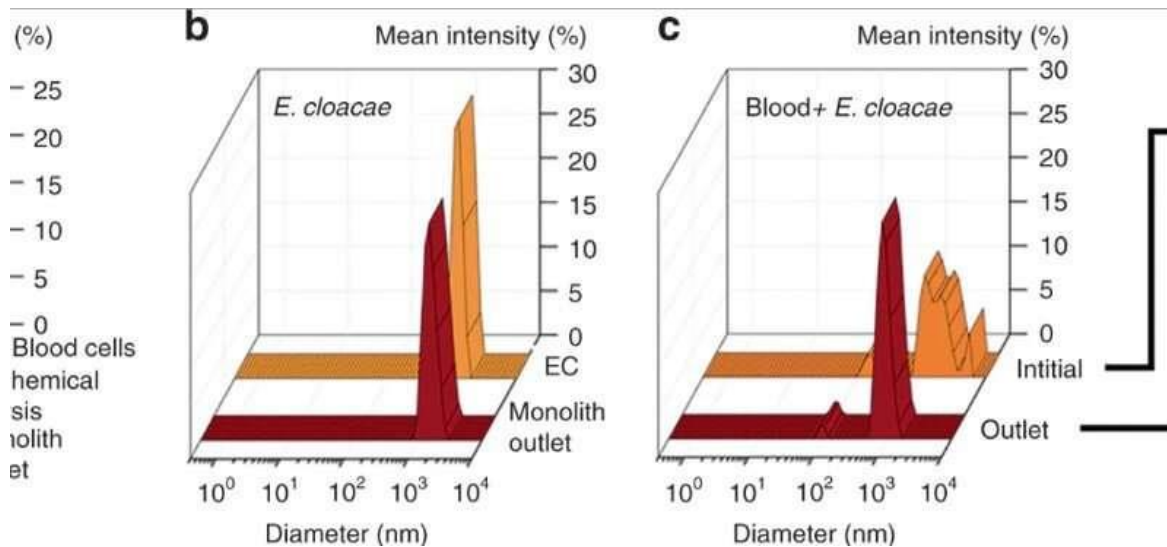 (%)
25
20
15
10
5
0
Blood cells
hemical
sis
nolith
et
b
Mean intensity (%)
E. cloacae
30
25
20
15
10
5
0
EC
Monolith
outlet
10⁰ 10¹ 10² 10³ 10⁴
Diameter (nm)
c
Mean intensity (%)
Blood+ E. cloacae
30
25
20
15
10
5
0
Intitial
Outlet
10⁰ 10¹ 10² 10³ 10⁴
Diameter (nm)